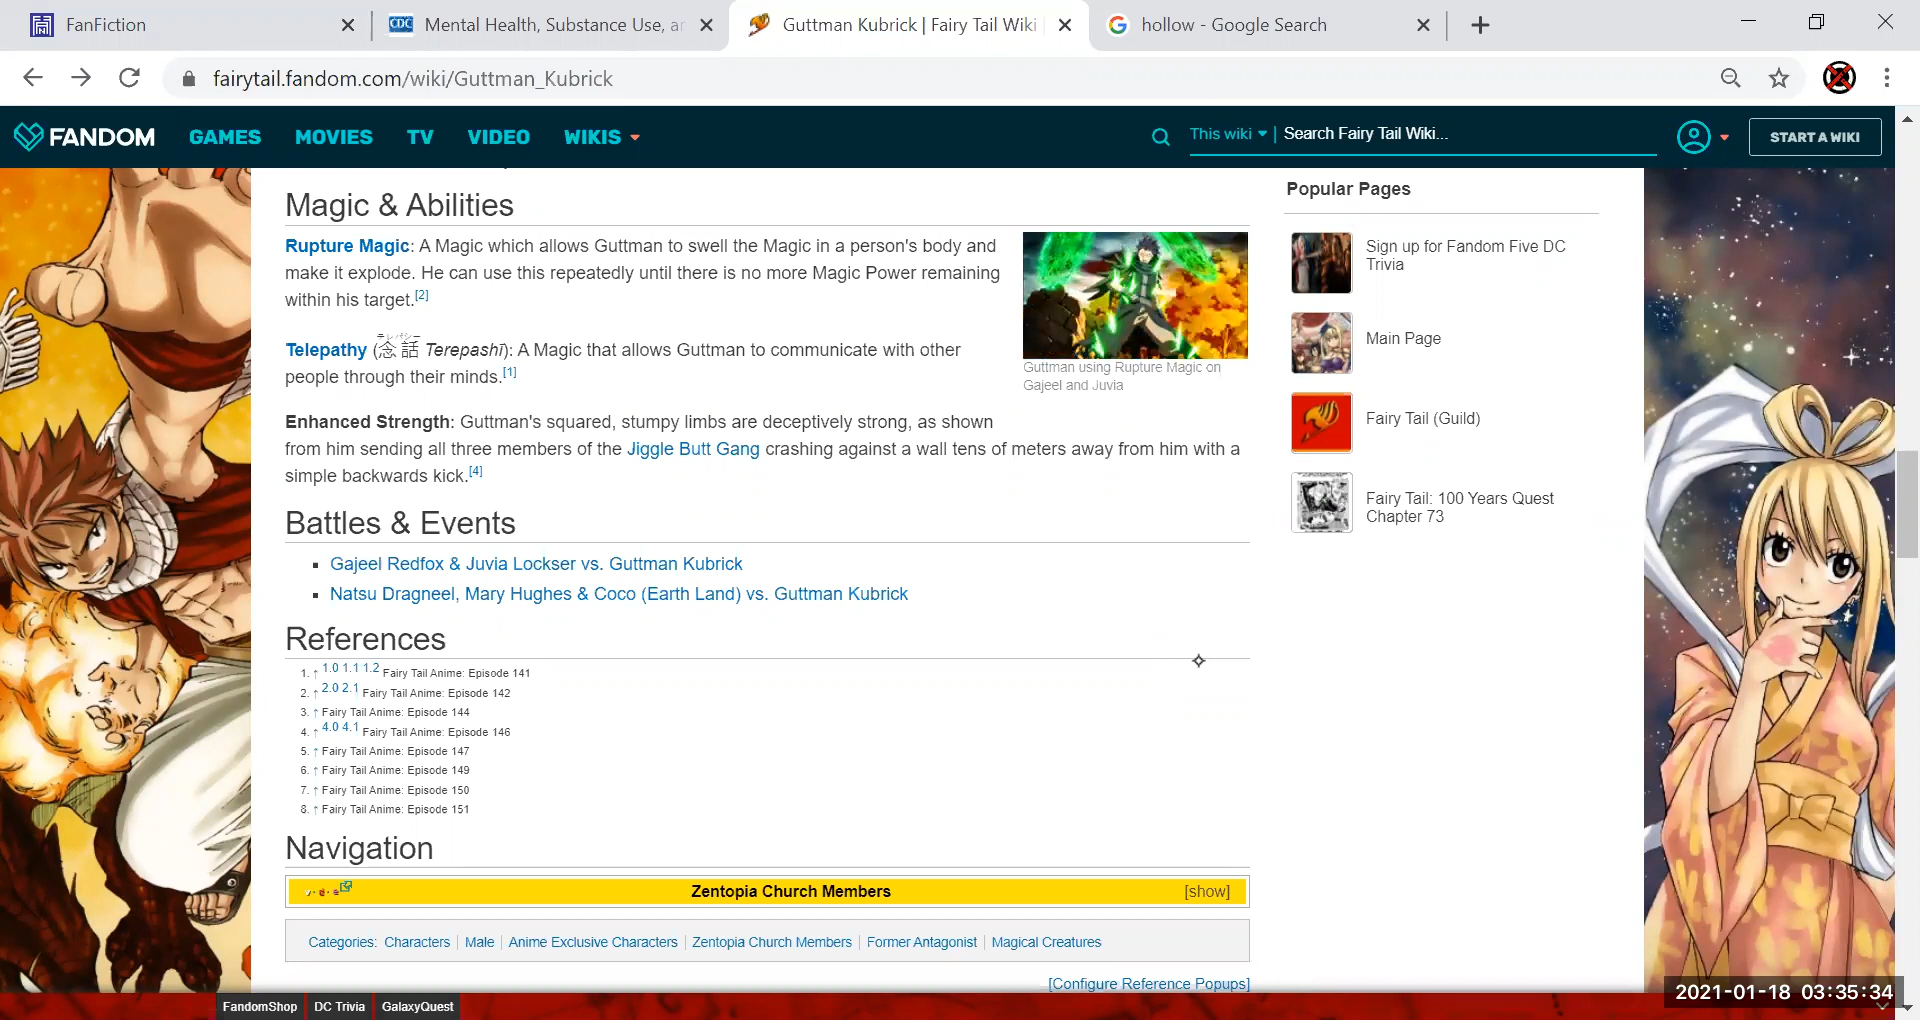 FanFiction
Mental Health, Substance Use, ar
Guttman Kubrick | Fairy Tail Wiki
hollow - Google Search
fairytail.fandom.com/wiki/Guttman_Kubrick
FANDOM
GAMES
MOVIES
TV
VIDEO
WIKIS
This wiki
Search Fairy Tail Wiki...
START A WIKI
Magic & Abilities
Rupture Magic: A Magic which allows Guttman to swell the Magic in a person's body and
make it explode. He can use this repeatedly until there is no more Magic Power remaining
within his target.[2]
テレパシー
Telepathy (念話 Terepashī): A Magic that allows Guttman to communicate with other
people through their minds.[1]
Guttman using Rupture Magic on
Gajeel and Juvia
Enhanced Strength: Guttman's squared, stumpy limbs are deceptively strong, as shown
from him sending all three members of the Jiggle Butt Gang crashing against a wall tens of meters away from him with a
simple backwards kick.[4]
Battles & Events
Gajeel Redfox & Juvia Lockser vs. Guttman Kubrick
Natsu Dragneel, Mary Hughes & Coco (Earth Land) vs. Guttman Kubrick
References
1. ↑ 1.0 1.1 1.2 Fairy Tail Anime: Episode 141
2. ↑ 2.0 2.1 Fairy Tail Anime: Episode 142
3. ↑ Fairy Tail Anime: Episode 144
4. ↑ 4.0 4.1 Fairy Tail Anime: Episode 146
5. ↑ Fairy Tail Anime: Episode 147
6. ↑ Fairy Tail Anime: Episode 149
7. ↑ Fairy Tail Anime: Episode 150
8. ↑ Fairy Tail Anime: Episode 151
Navigation
v · d · e
Zentopia Church Members
[show]
Categories: Characters | Male | Anime Exclusive Characters | Zentopia Church Members | Former Antagonist | Magical Creatures
[Configure Reference Popups]
Popular Pages
Sign up for Fandom Five DC
Trivia
Main Page
Fairy Tail (Guild)
Fairy Tail: 100 Years Quest
Chapter 73
FandomShop
DC Trivia
GalaxyQuest
2021-01-18 03:35:34
CDC